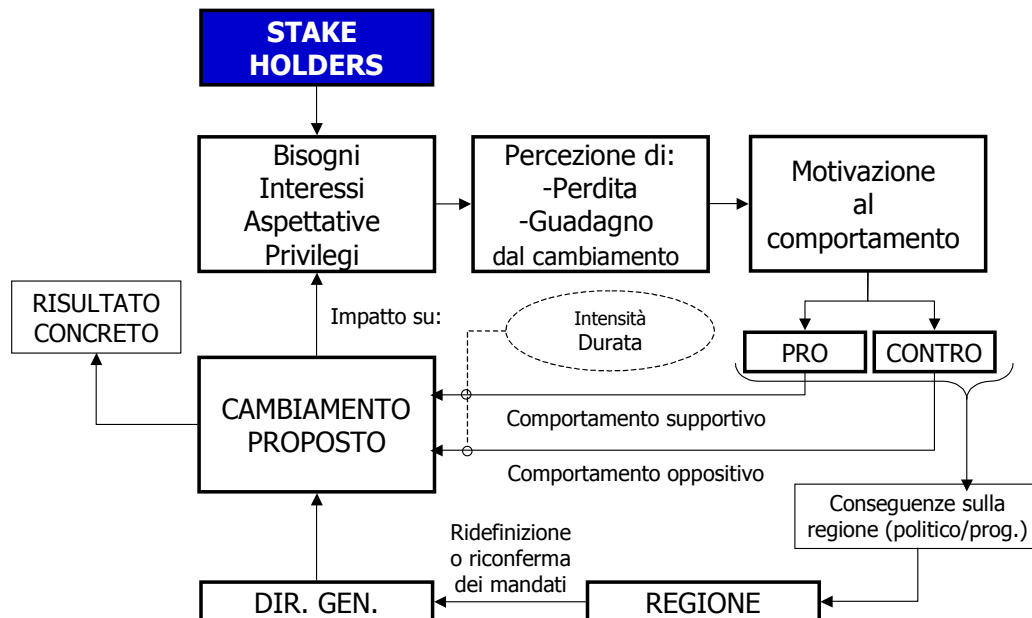 STAKE
HOLDERS
Bisogni
Interessi
Aspettative
Privilegi
Percezione di:
-Perdita
-Guadagno
dal cambiamento
Motivazione
al
comportamento
RISULTATO
CONCRETO
Impatto su:
Intensità
Durata
PRO
CONTRO
CAMBIAMENTO
PROPOSTO
Comportamento supportivo
Comportamento oppositivo
Conseguenze sulla
regione (politico/prog.)
Ridefinizione
o riconferma
dei mandati
DIR. GEN.
REGIONE